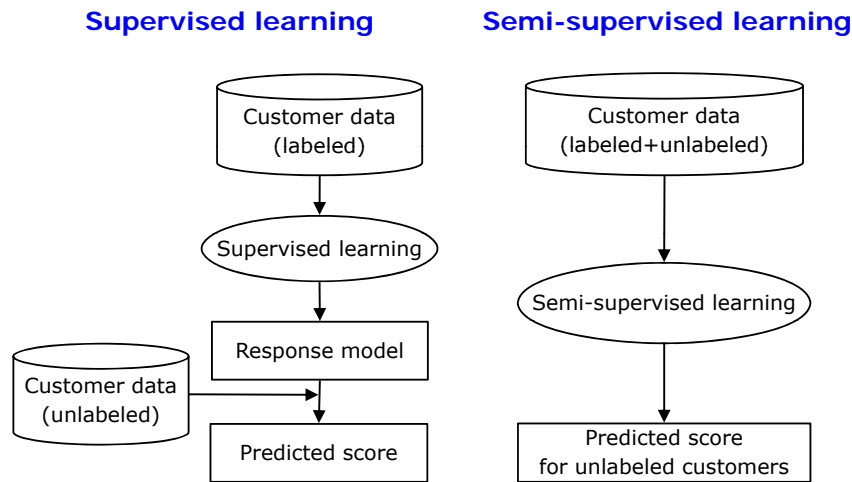 Supervised learning
Customer data
(labeled)
Supervised learning
Response model
Customer data
(unlabeled)
Predicted score
Semi-supervised learning
Customer data
(labeled+unlabeled)
Semi-supervised learning
Predicted score
for unlabeled customers